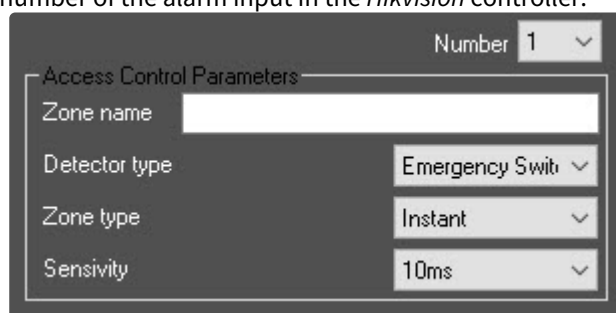 number of the alarm input in the Hikvision controller.
Number 1
Access Control Parameters
Zone name
Detector type Emergency Swit
Zone type Instant
Sensivity 10ms